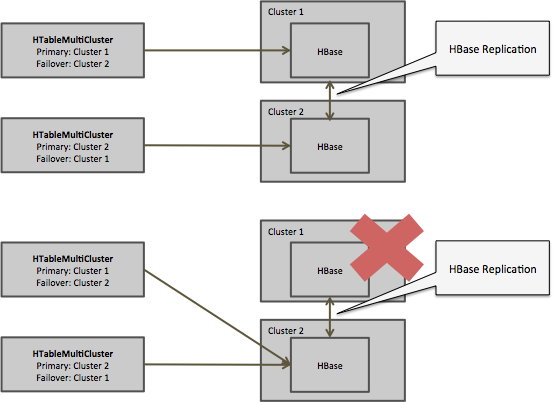 Cluster 1
HTableMultiCluster
Primary: Cluster 1
Failover: Cluster 2
HBase
HBase Replication
Cluster 2
HTableMultiCluster
Primary: Cluster 2
Failover: Cluster 1
HBase
Cluster 1
HTableMultiCluster
Primary: Cluster 1
Failover: Cluster 2
HBase
HBase Replication
Cluster 2
HTableMultiCluster
Primary: Cluster 2
Failover: Cluster 1
HBase